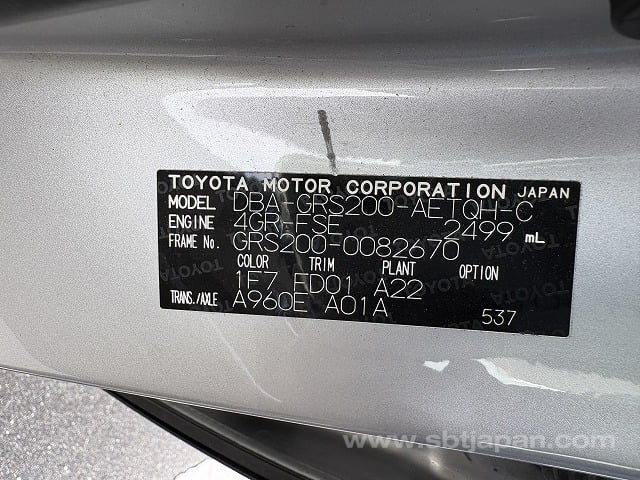 TOYOTA MOTOR CORPORATION JAPAN
MODEL DBA-GRS200-AETQH-C
ENGINE 4GR-FSE 2499 mL
FRAME No. GRS200-0082670
COLOR TRIM PLANT OPTION
1F7 FD01 A22
TRANS./AXLE A960E A01A
537
www.sbtjapan.com